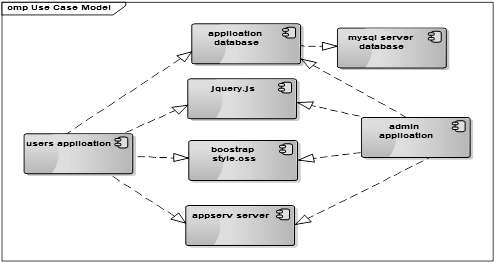 omp Use Case Model
application
database
mysql server
database
jquery.js
admin
application
users application
boostrap
style.css
appserv server